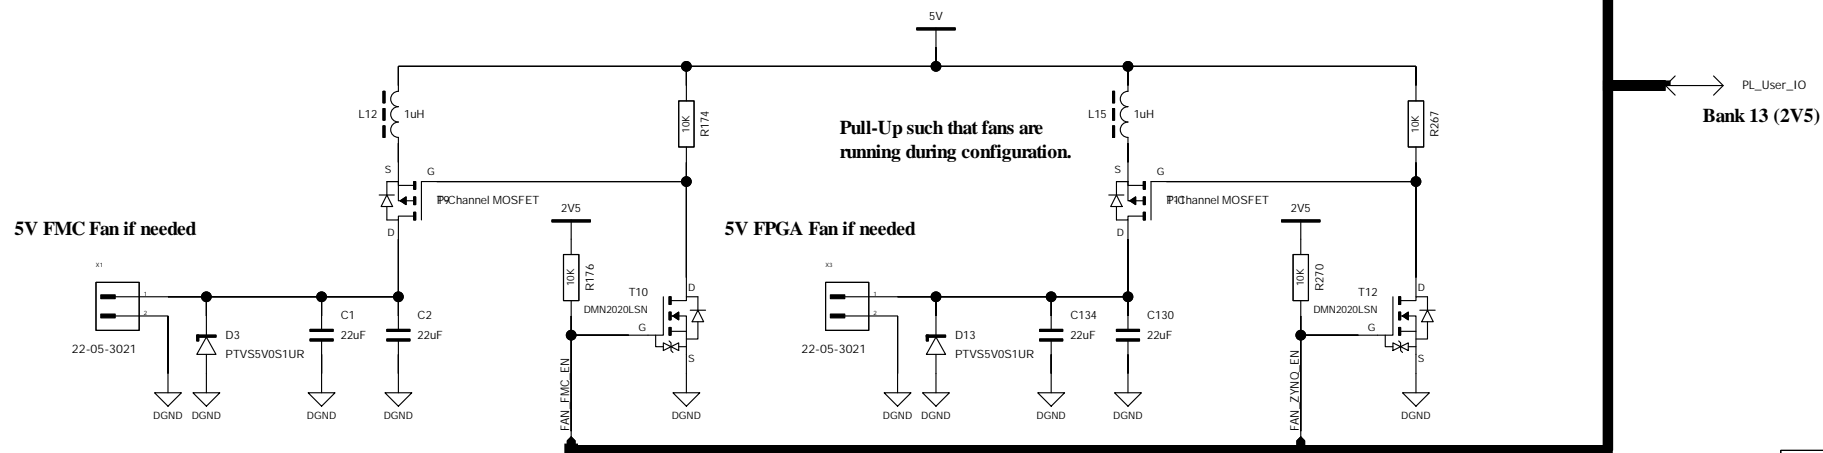 5V
PL_User_IO
Bank 13 (2V5)
L12
1uH
10K
R174
Pull-Up such that fans are
running during configuration.
L15
1uH
10K
R267
S
G
P-Channel MOSFET
D
S
G
P-Channel MOSFET
D
5V FMC Fan if needed
2V5
5V FPGA Fan if needed
2V5
X1
1
2
22-05-3021
D3
PTVS5V0S1UR
C1
22uF
C2
22uF
10K
R176
T10
DMN2020LSN
D
G
S
FAN_FMC_EN
X3
1
2
22-05-3021
D13
PTVS5V0S1UR
C134
22uF
C130
22uF
10K
R270
T12
DMN2020LSN
D
G
S
FAN_ZYNQ_EN
DGND
DGND
DGND
DGND
DGND
DGND
DGND
DGND
DGND
DGND